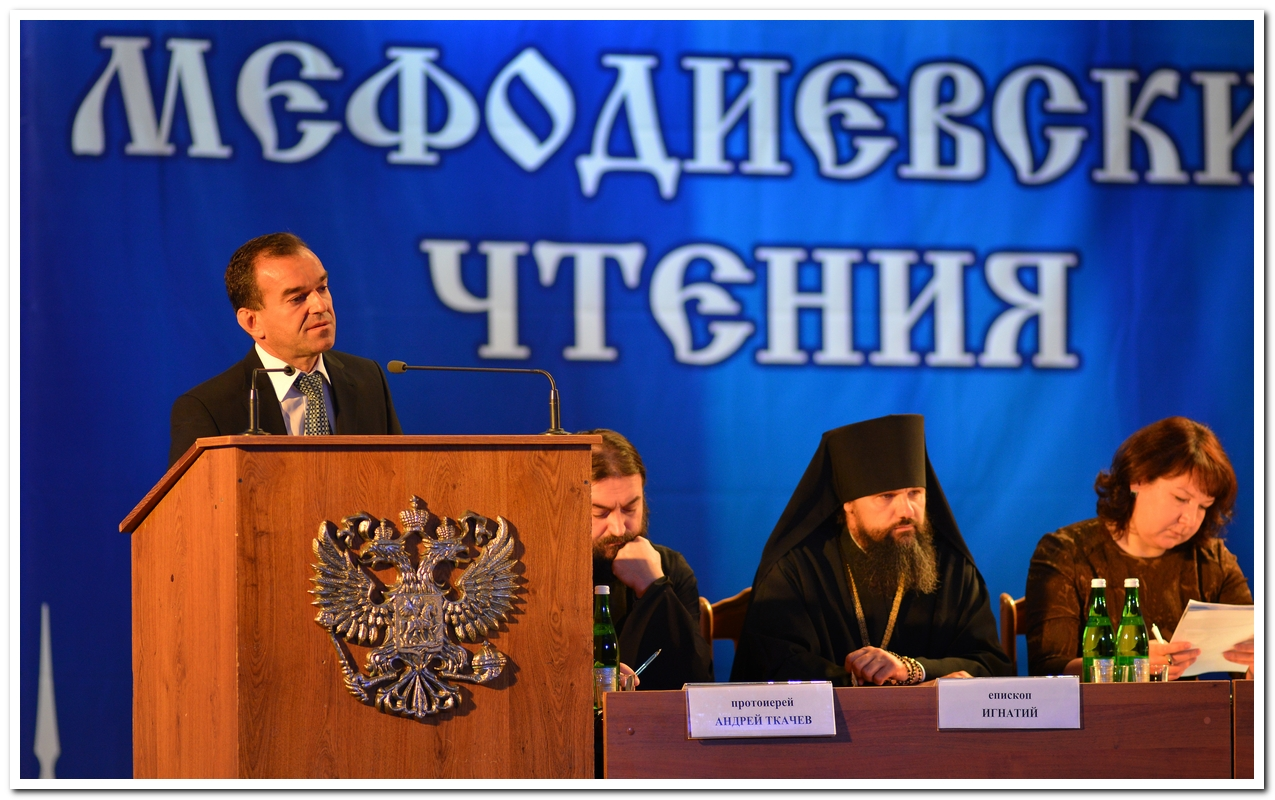 МЕФОДИЕВСКИ
ЧТЕНИЯ
протоиерей
АНДРЕЙ ТКАЧЕВ
епископ
ИГНАТИЙ